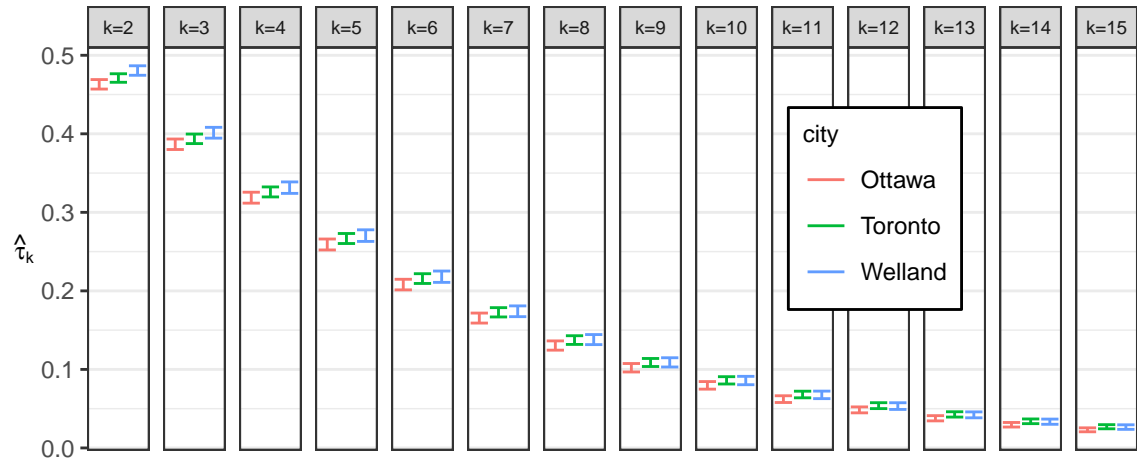 k=2 k=3 k=4 k=5 k=6 k=7 k=8 k=9 k=10 k=11 k=12 k=13 k=14 k=15
0.5
0.4
0.3
0.2
0.1
0.0
τ̂ₖ
city
Ottawa
Toronto
Welland